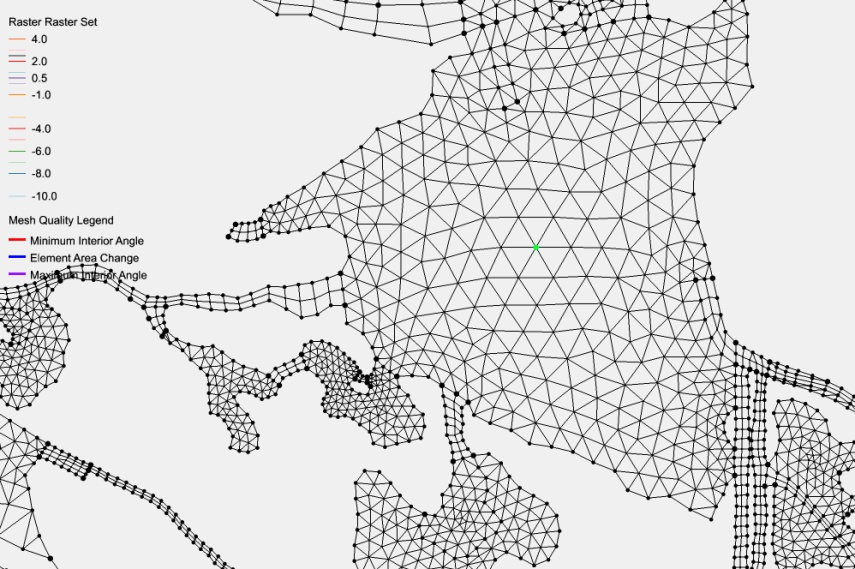 Raster Raster Set
4.0
2.0
0.5
-1.0
-4.0
-6.0
-8.0
-10.0
Mesh Quality Legend
Minimum Interior Angle
Element Area Change
Maximum Interior Angle